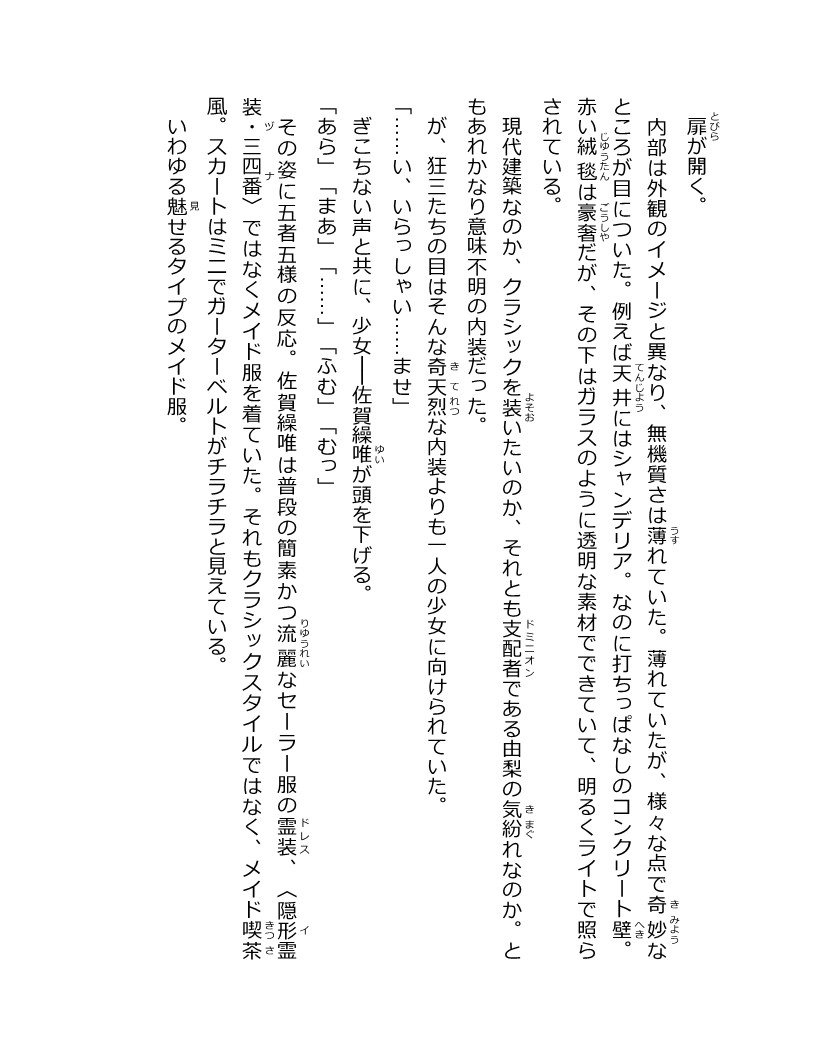 扉が開く。
内部は外観のイメージと異なり、無機質さは薄れていた。薄れていたが、様々な点で奇妙な
ところが目についた。例えば天井にはシャンデリア。なのに打ちっぱなしのコンクリート壁。
赤い絨毯は豪奢だが、その下はガラスのように透明な素材でできていて、明るくライトで照ら
されている。
現代建築なのか、クラシックを装いたいのか、それとも支配者である由梨の気紛れなのか。と
もあれかなり意味不明の内装だった。
が、狂三たちの目はそんな奇天烈な内装よりも一人の少女に向けられていた。
「……い、いらっしゃい……ませ」
ぎこちない声と共に、少女──佐賀繰唯が頭を下げる。
「あら」「まあ」「……」「ふむ」「むっ」
その姿に五者五様の反応。佐賀繰唯は普段の簡素かつ流麗なセーラー服の霊装、〈隠形霊
装・三四番〉ではなくメイド服を着ていた。それもクラシックスタイルではなく、メイド喫茶
風。スカートはミニでガーターベルトがチラチラと見えている。
いわゆる魅せるタイプのメイド服。